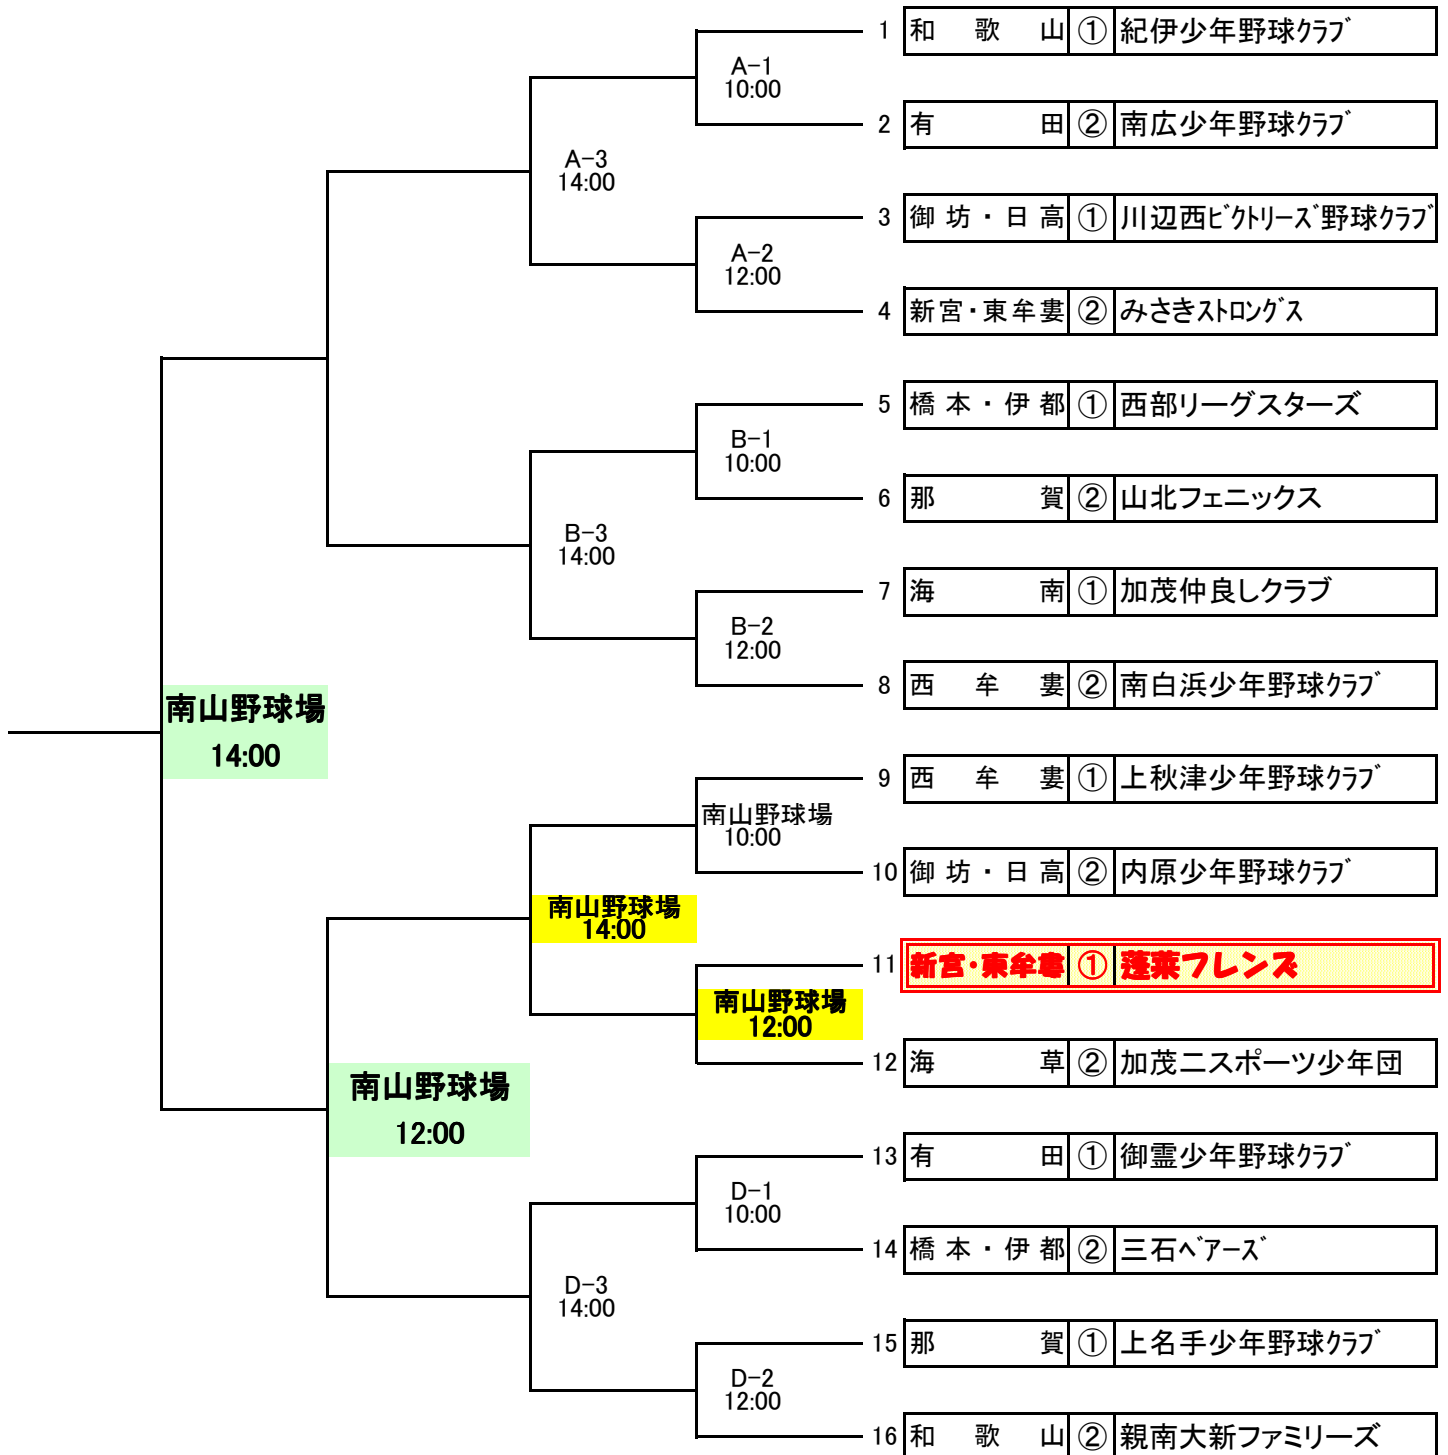 1 和歌山 ① 紀伊少年野球ｸﾗﾌﾞ
A-1
10:00
2 有田 ② 南広少年野球ｸﾗﾌﾞ
A-3
14:00
3 御坊・日高 ① 川辺西ﾋﾞｸﾄﾘｰｽﾞ野球ｸﾗﾌﾞ
A-2
12:00
4 新宮・東牟婁 ② みさきｽﾄﾛﾝｸﾞｽ
5 橋本・伊都 ① 西部リーグスターズ
B-1
10:00
6 那賀 ② 山北フェニックス
B-3
14:00
7 海南 ① 加茂仲良しクラブ
B-2
12:00
8 西牟婁 ② 南白浜少年野球ｸﾗﾌﾞ
南山野球場
14:00
9 西牟婁 ① 上秋津少年野球ｸﾗﾌﾞ
南山野球場
10:00
10 御坊・日高 ② 内原少年野球ｸﾗﾌﾞ
南山野球場
14:00
11 新宮・東牟婁 ① 蓬莱フレンズ
南山野球場
12:00
12 海草 ② 加茂二スポーツ少年団
南山野球場
12:00
13 有田 ① 御霊少年野球ｸﾗﾌﾞ
D-1
10:00
14 橋本・伊都 ② 三石ﾍﾞｱｰｽﾞ
D-3
14:00
15 那賀 ① 上名手少年野球ｸﾗﾌﾞ
D-2
12:00
16 和歌山 ② 親南大新ファミリーズ